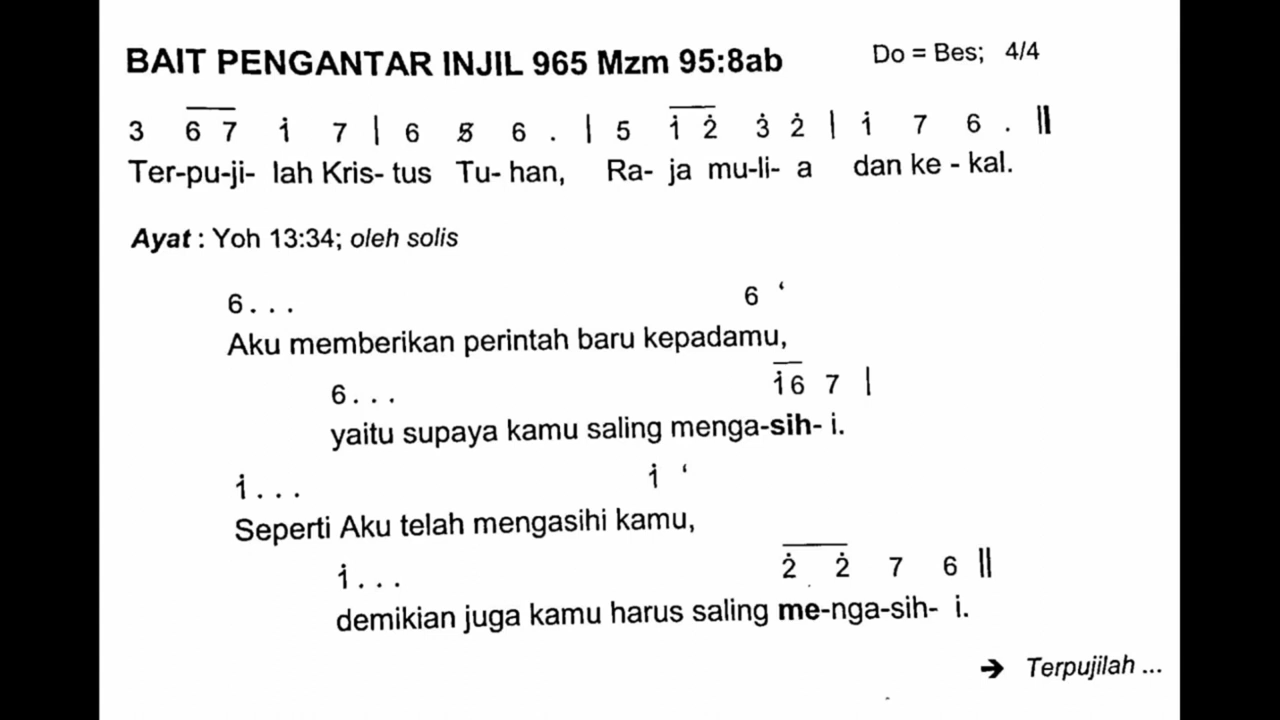 BAIT PENGANTAR INJIL 965 Mzm 95:8ab Do = Bes; 4/4
3 6 7 1̇ 7 | 6 5̸ 6 . | 5 1̇ 2̇ 3̇ 2̇ | 1̇ 7 6 . ||
Ter-pu-ji- lah Kris- tus Tu- han, Ra- ja mu-li- a dan ke - kal.
Ayat : Yoh 13:34; oleh solis
6 . . . 6 ‘
Aku memberikan perintah baru kepadamu,
6 . . . 1̇6 7 |
yaitu supaya kamu saling menga-sih- i.
1̇ . . . 1̇ ‘
Seperti Aku telah mengasihi kamu,
1̇ . . . 2̇ 2̇ 7 6 ||
demikian juga kamu harus saling me-nga-sih- i.
→ Terpujilah ...